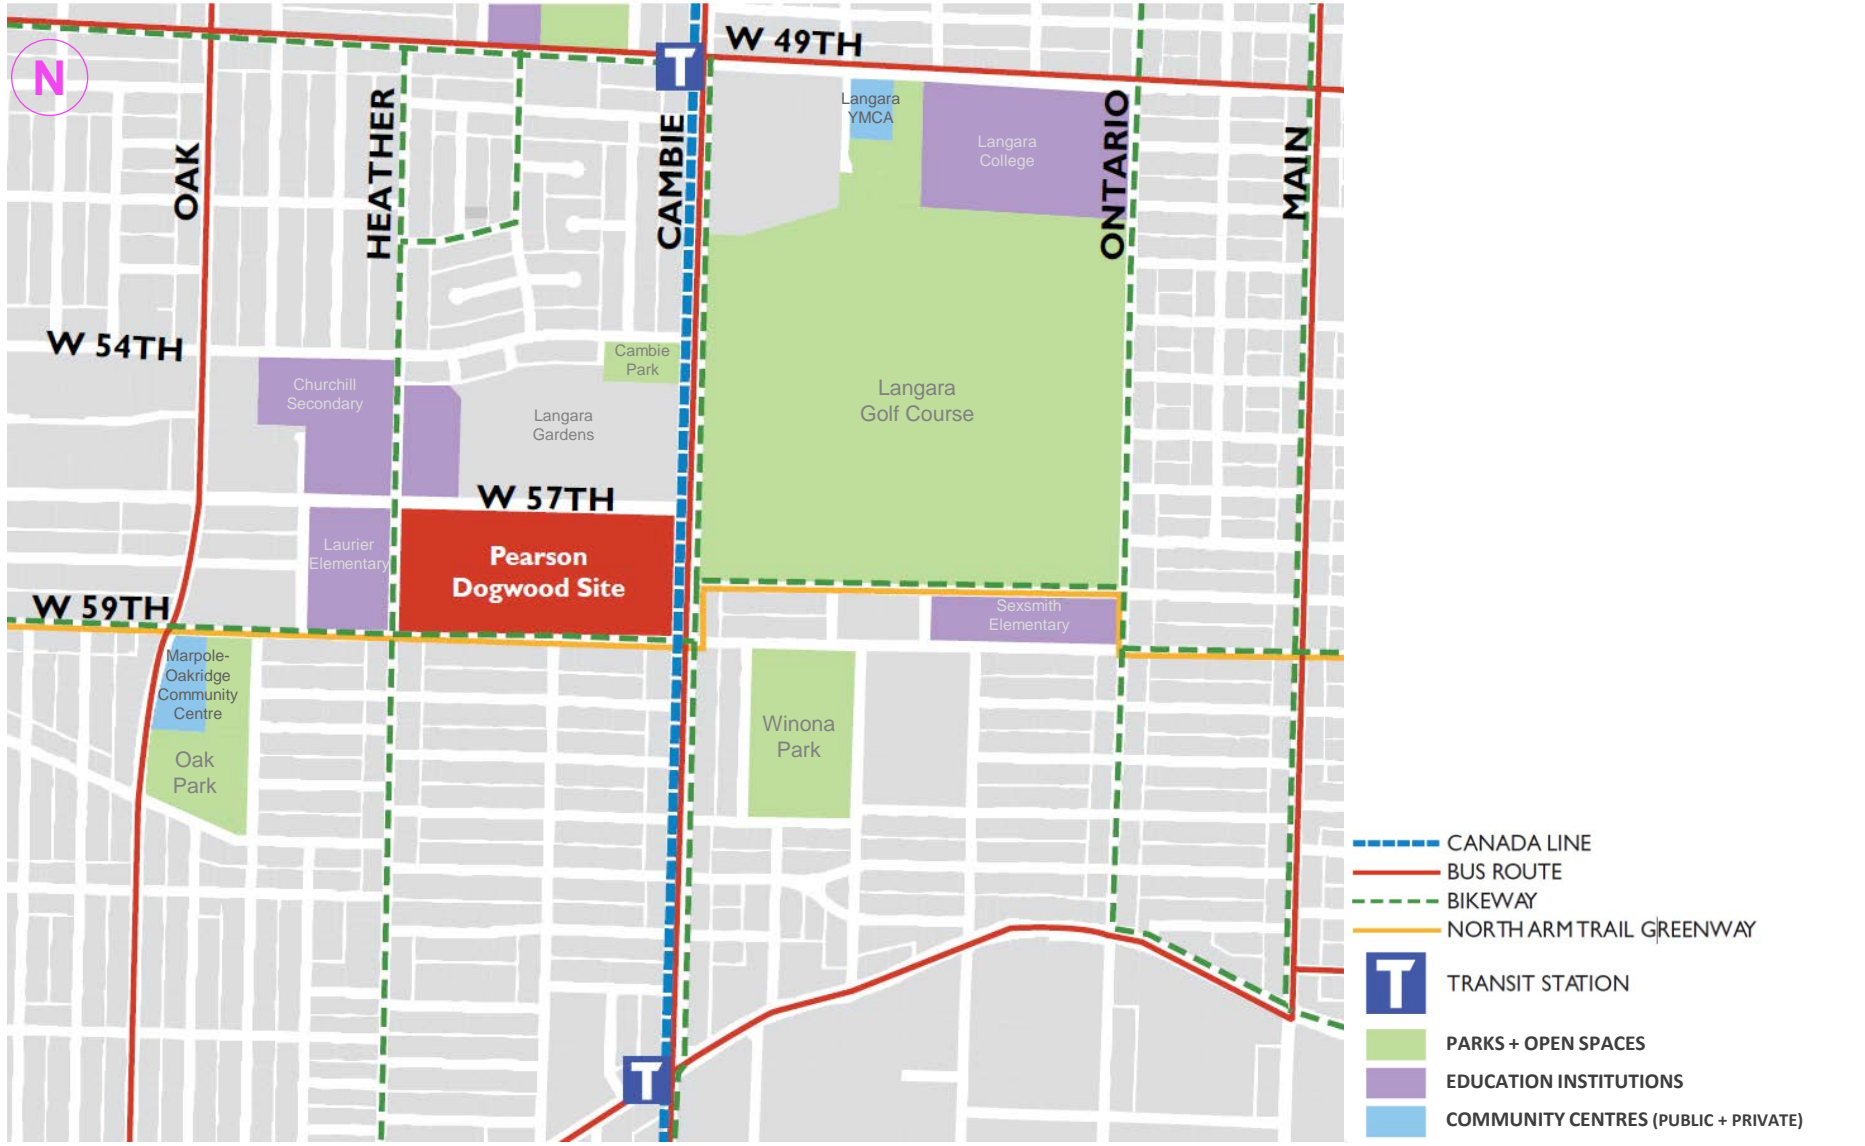 W 49TH
T
N
Langara
YMCA
Langara
College
HEATHER
CAMBIE
ONTARIO
OAK
MAIN
W 54TH
Cambie
Park
Churchill
Secondary
Langara
Gardens
Langara
Golf Course
W 57TH
Laurier
Elementary
Pearson
Dogwood Site
W 59TH
Sexsmith
Elementary
Marpole-
Oakridge
Community
Centre
Oak
Park
Winona
Park
T
CANADA LINE
BUS ROUTE
BIKEWAY
NORTH ARM TRAIL GREENWAY
T TRANSIT STATION
PARKS + OPEN SPACES
EDUCATION INSTITUTIONS
COMMUNITY CENTRES (PUBLIC + PRIVATE)